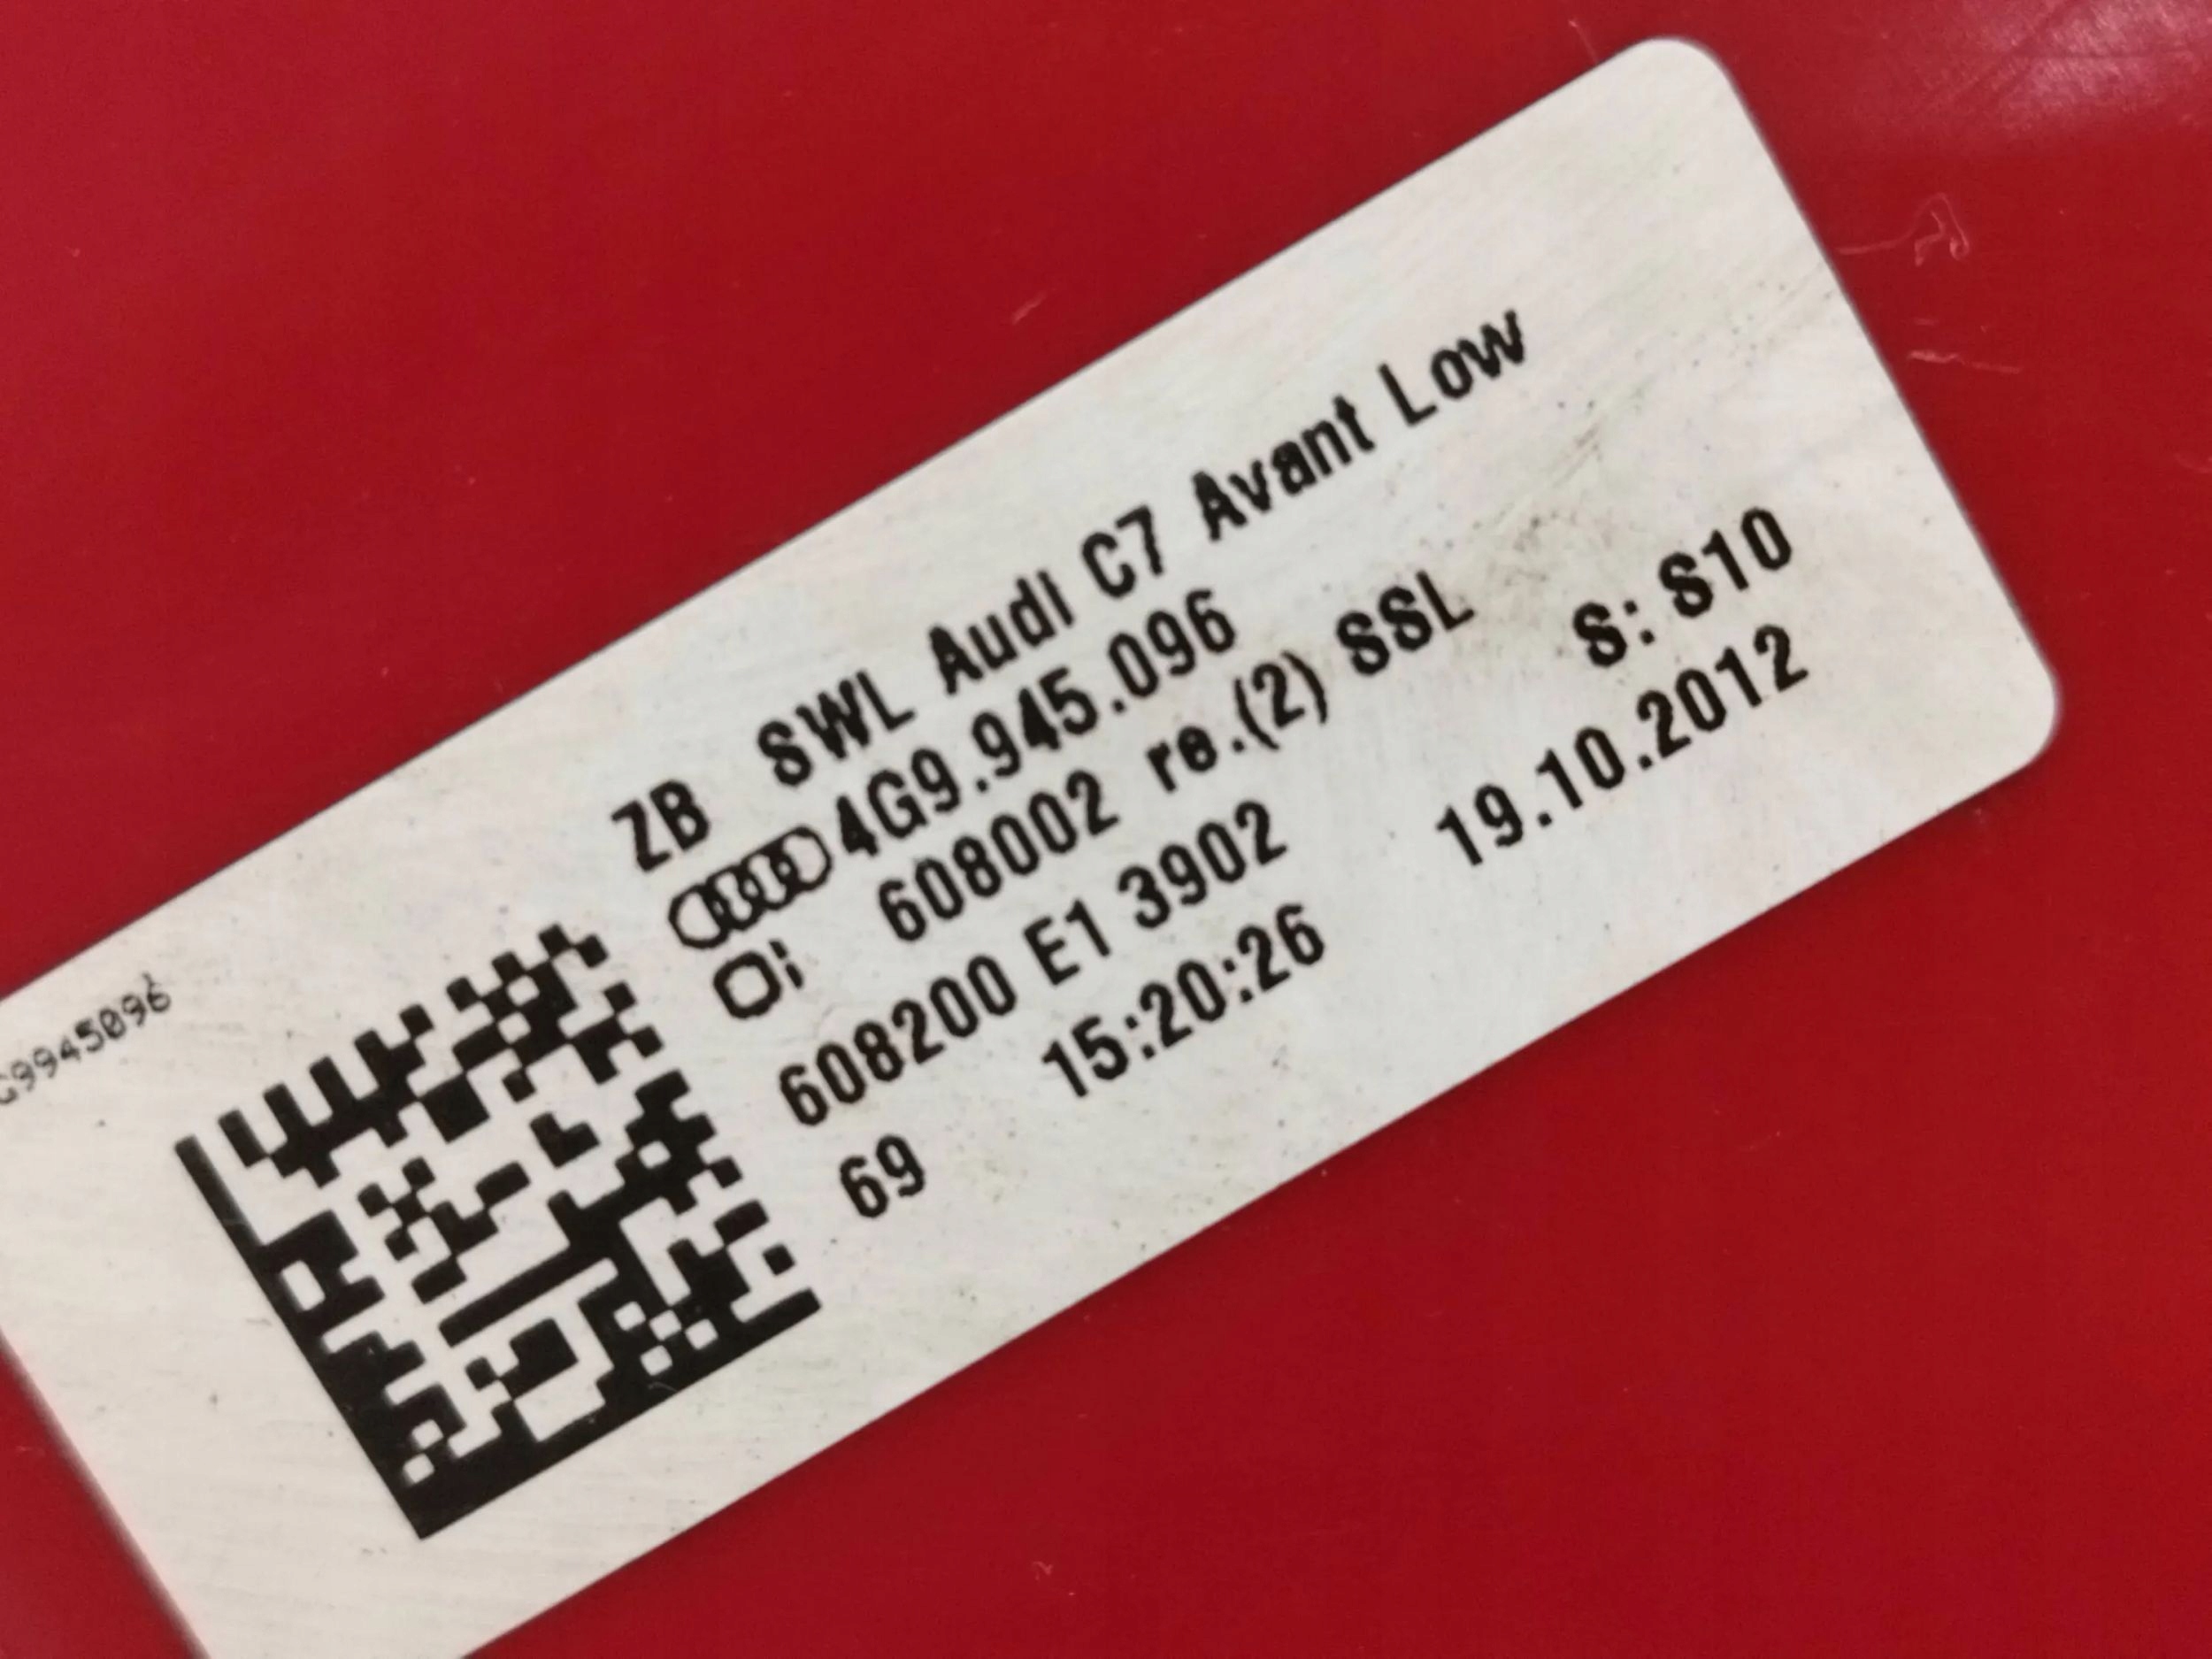 G9945096
ZB SWL Audi C7 Avant Low
4G9.945.096
608002 re.(2) SSL S: S10
608200 E1 3902 19.10.2012
69 15:20:26